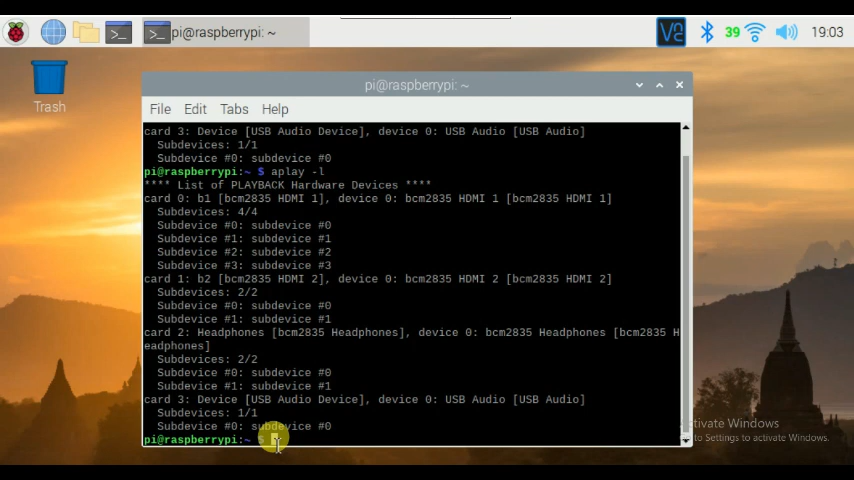 pi@raspberrypi: ~
39
19:03
Trash
pi@raspberrypi: ~
File Edit Tabs Help
card 3: Device [USB Audio Device], device 0: USB Audio [USB Audio]
Subdevices: 1/1
Subdevice #0: subdevice #0
pi@raspberrypi:~ $ aplay -l
**** List of PLAYBACK Hardware Devices ****
card 0: b1 [bcm2835 HDMI 1], device 0: bcm2835 HDMI 1 [bcm2835 HDMI 1]
Subdevices: 4/4
Subdevice #0: subdevice #0
Subdevice #1: subdevice #1
Subdevice #2: subdevice #2
Subdevice #3: subdevice #3
card 1: b2 [bcm2835 HDMI 2], device 0: bcm2835 HDMI 2 [bcm2835 HDMI 2]
Subdevices: 2/2
Subdevice #0: subdevice #0
Subdevice #1: subdevice #1
card 2: Headphones [bcm2835 Headphones], device 0: bcm2835 Headphones [bcm2835 H
eadphones]
Subdevices: 2/2
Subdevice #0: subdevice #0
Subdevice #1: subdevice #1
card 3: Device [USB Audio Device], device 0: USB Audio [USB Audio]
Subdevices: 1/1
Subdevice #0: subdevice #0
pi@raspberrypi:~ $
tivate Windows
to Settings to activate Windows.